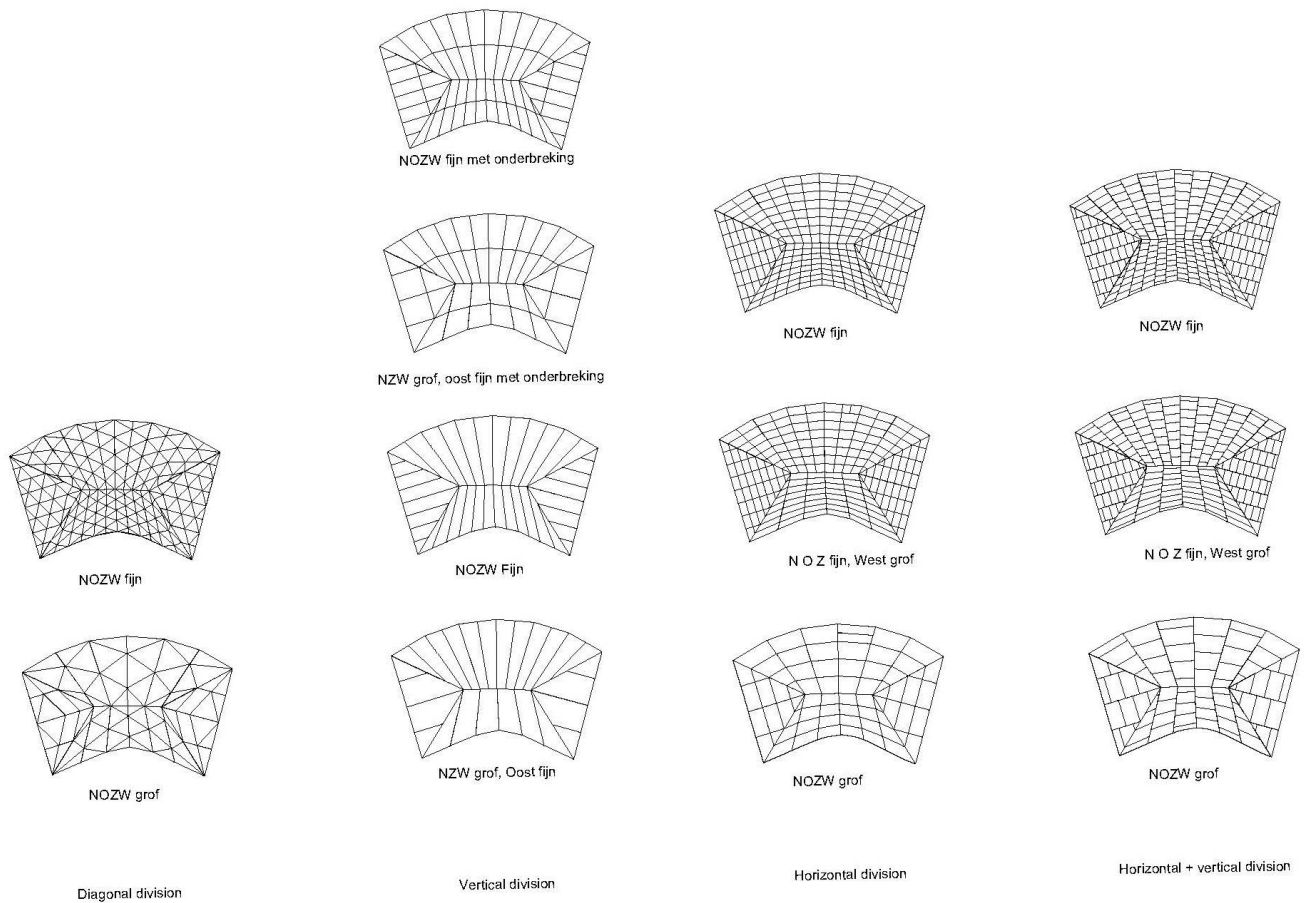 NOZW fijn met onderbreking
NZW grof, oost fijn met onderbreking
NOZW fijn
NOZW fijn
NOZW fijn
NOZW Fijn
N O Z fijn, West grof
N O Z fijn, West grof
NOZW grof
NZW grof, Oost fijn
NOZW grof
NOZW grof
Diagonal division
Vertical division
Horizontal division
Horizontal + vertical division